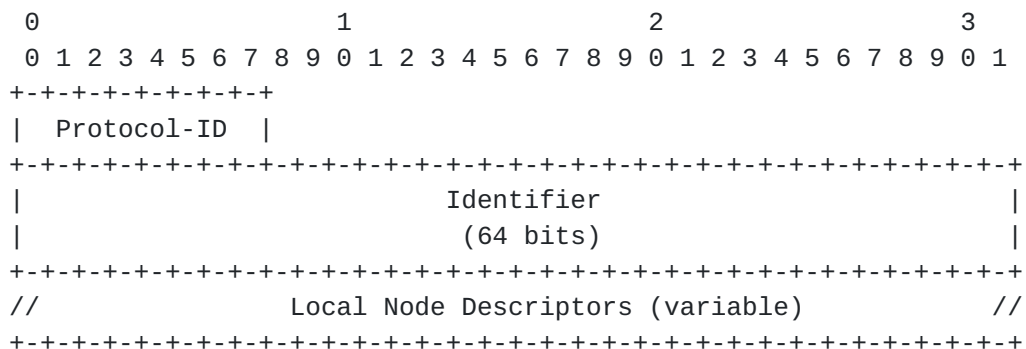 0                   1                   2                   3
 0 1 2 3 4 5 6 7 8 9 0 1 2 3 4 5 6 7 8 9 0 1 2 3 4 5 6 7 8 9 0 1
+-+-+-+-+-+-+-+-+
|  Protocol-ID  |
+-+-+-+-+-+-+-+-+-+-+-+-+-+-+-+-+-+-+-+-+-+-+-+-+-+-+-+-+-+-+-+-+
|                           Identifier                          |
|                            (64 bits)                          |
+-+-+-+-+-+-+-+-+-+-+-+-+-+-+-+-+-+-+-+-+-+-+-+-+-+-+-+-+-+-+-+-+
//                Local Node Descriptors (variable)            //
+-+-+-+-+-+-+-+-+-+-+-+-+-+-+-+-+-+-+-+-+-+-+-+-+-+-+-+-+-+-+-+-+